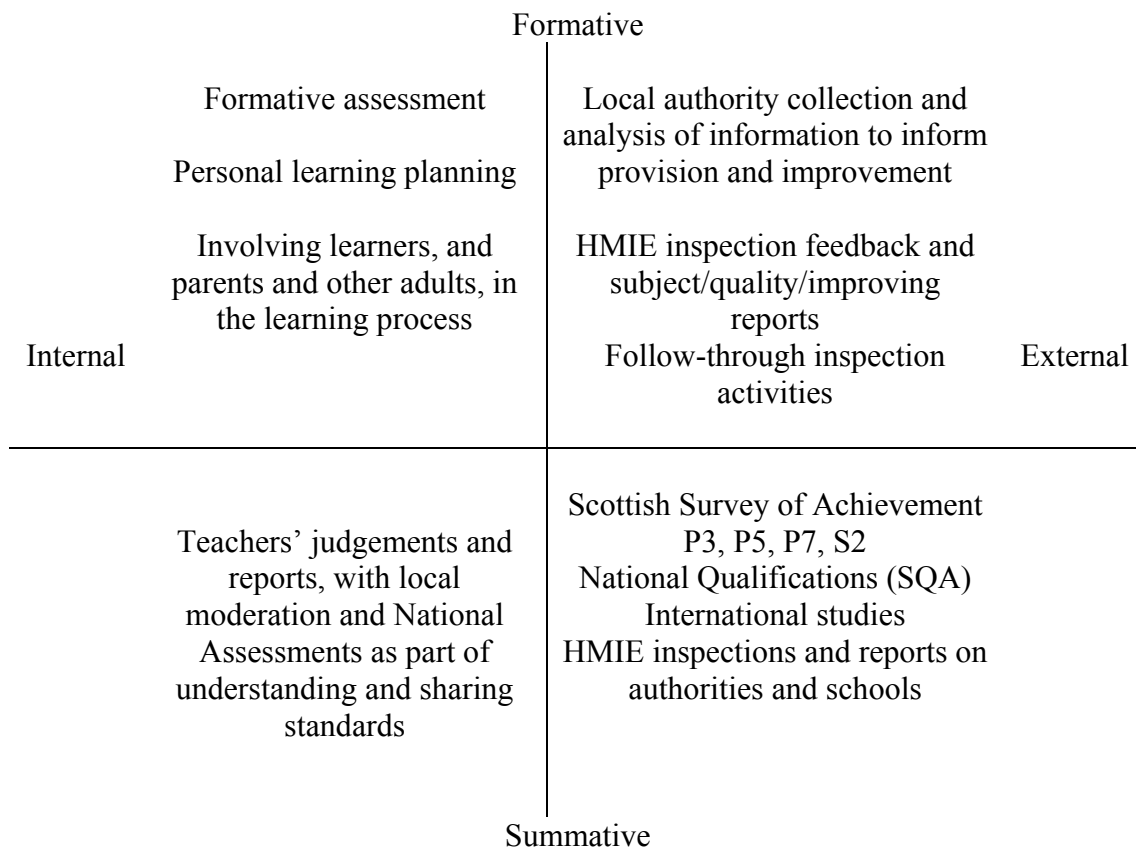 Formative
Formative assessment
Personal learning planning
Involving learners, and
parents and other adults, in
the learning process
Local authority collection and
analysis of information to inform
provision and improvement
HMIE inspection feedback and
subject/quality/improving
reports
Follow-through inspection
activities
Internal
External
Teachers’ judgements and
reports, with local
moderation and National
Assessments as part of
understanding and sharing
standards
Scottish Survey of Achievement
P3, P5, P7, S2
National Qualifications (SQA)
International studies
HMIE inspections and reports on
authorities and schools
Summative